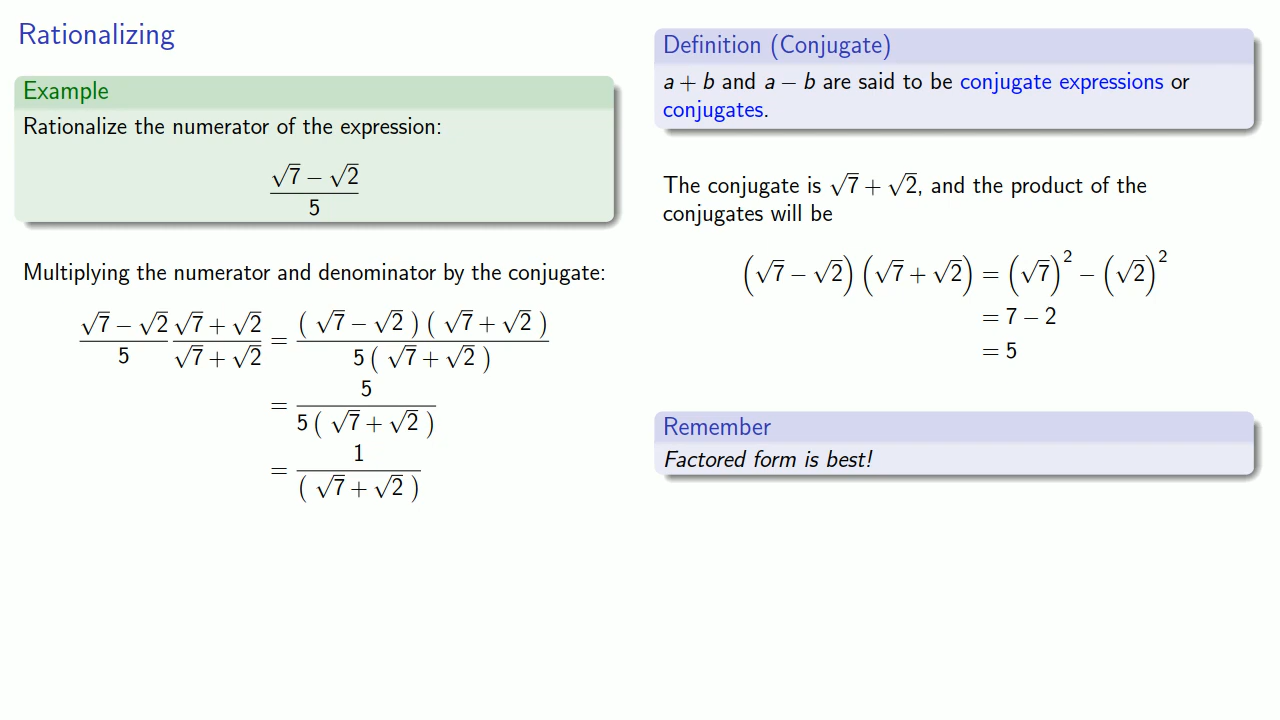 Rationalizing
Example
Rationalize the numerator of the expression:
√7 − √2
5
Multiplying the numerator and denominator by the conjugate:
(√7 − √2)/5 (√7 + √2)/(√7 + √2) = ( √7 − √2 ) ( √7 + √2 ) / 5 ( √7 + √2 )
= 5 / 5 ( √7 + √2 )
= 1 / ( √7 + √2 )
Definition (Conjugate)
a + b and a − b are said to be conjugate expressions or
conjugates.
The conjugate is √7 + √2, and the product of the
conjugates will be
(√7 − √2) (√7 + √2) = (√7)² − (√2)²
= 7 − 2
= 5
Remember
Factored form is best!